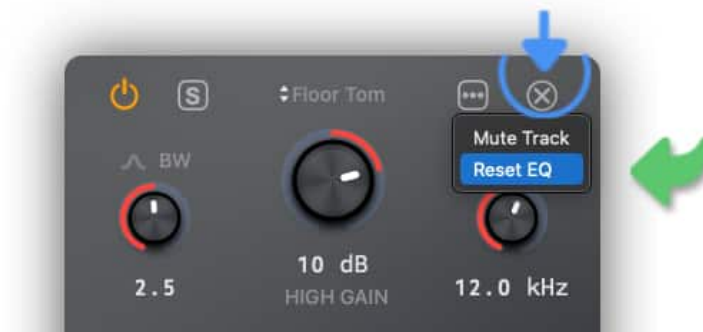 S
Floor Tom
Mute Track
Reset EQ
BW
2.5
10 dB
HIGH GAIN
12.0 kHz